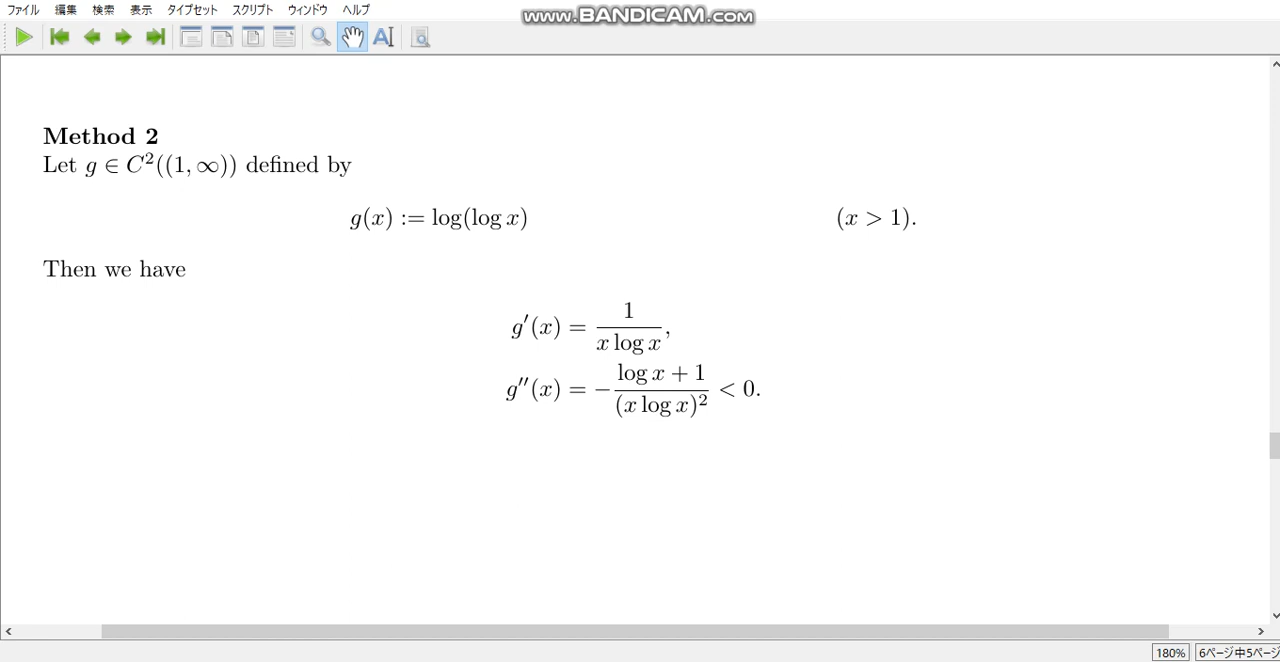 ファイル 編集 検索 表示 タイプセット スクリプト ウィンドウ ヘルプ
www.BANDICAM.com
Method 2
Let g ∈ C²((1, ∞)) defined by
g(x) := log(log x) (x > 1).
Then we have
g′(x) = 1 / (x log x),
g″(x) = − (log x + 1) / (x log x)² < 0.
180% 6ページ中5ページ